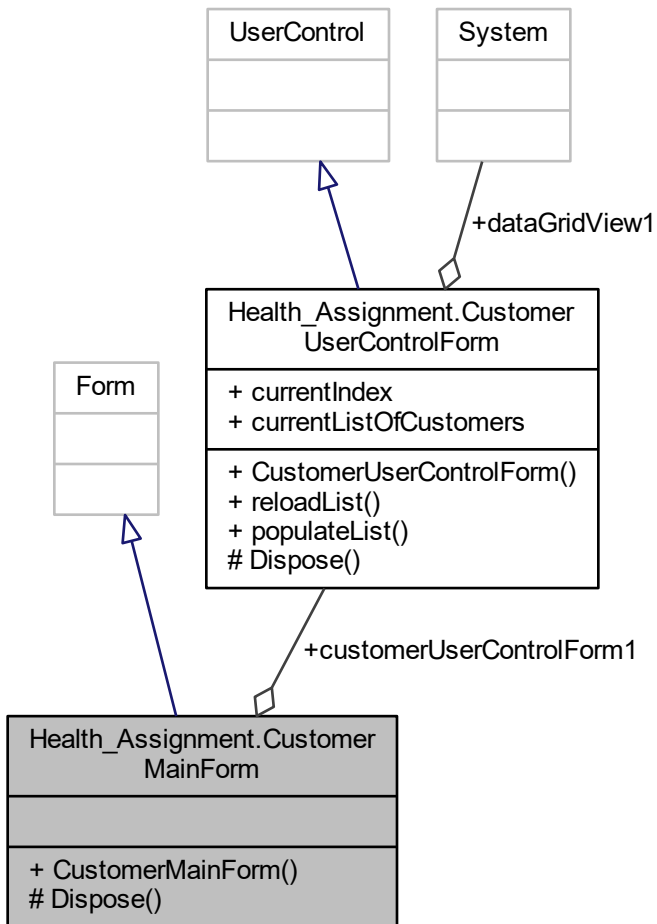 UserControl
System
+dataGridView1
Health_Assignment.Customer
UserControlForm
+ currentIndex
+ currentListOfCustomers
+ CustomerUserControlForm()
+ reloadList()
+ populateList()
# Dispose()
Form
+customerUserControlForm1
Health_Assignment.Customer
MainForm
+ CustomerMainForm()
# Dispose()